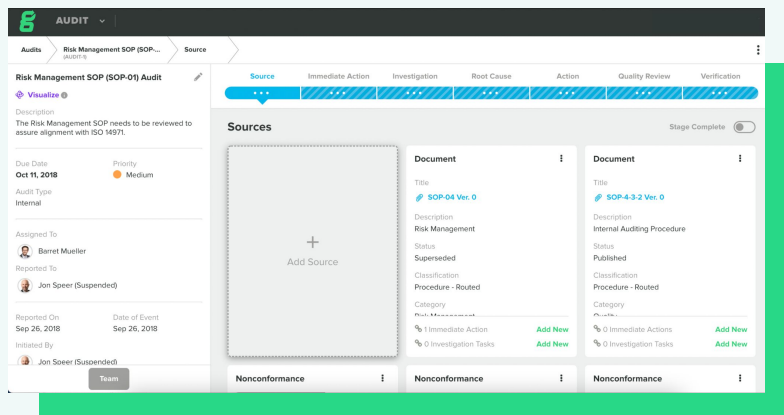 AUDIT
Audits
Risk Management SOP (SOP-...
(AUDIT-1)
Source
Risk Management SOP (SOP-01) Audit
Visualize
Description
The Risk Management SOP needs to be reviewed to
assure alignment with ISO 14971.
Due Date
Priority
Oct 11, 2018
Medium
Audit Type
Internal
Assigned To
Barret Mueller
Reported To
Jon Speer (Suspended)
Reported On
Date of Event
Sep 26, 2018
Sep 26, 2018
Initiated By
Jon Speer (Suspended)
Team
Source
Immediate Action
Investigation
Root Cause
Action
Quality Review
Verification
Sources
Stage Complete
Add Source
Document
Title
SOP-04 Ver. 0
Description
Risk Management
Status
Superseded
Classification
Procedure - Routed
Category
Risk Management
1 Immediate Action
Add New
0 Investigation Tasks
Add New
Document
Title
SOP-4-3-2 Ver. 0
Description
Internal Auditing Procedure
Status
Published
Classification
Procedure - Routed
Category
Quality
0 Immediate Actions
Add New
0 Investigation Tasks
Add New
Nonconformance
Nonconformance
Nonconformance